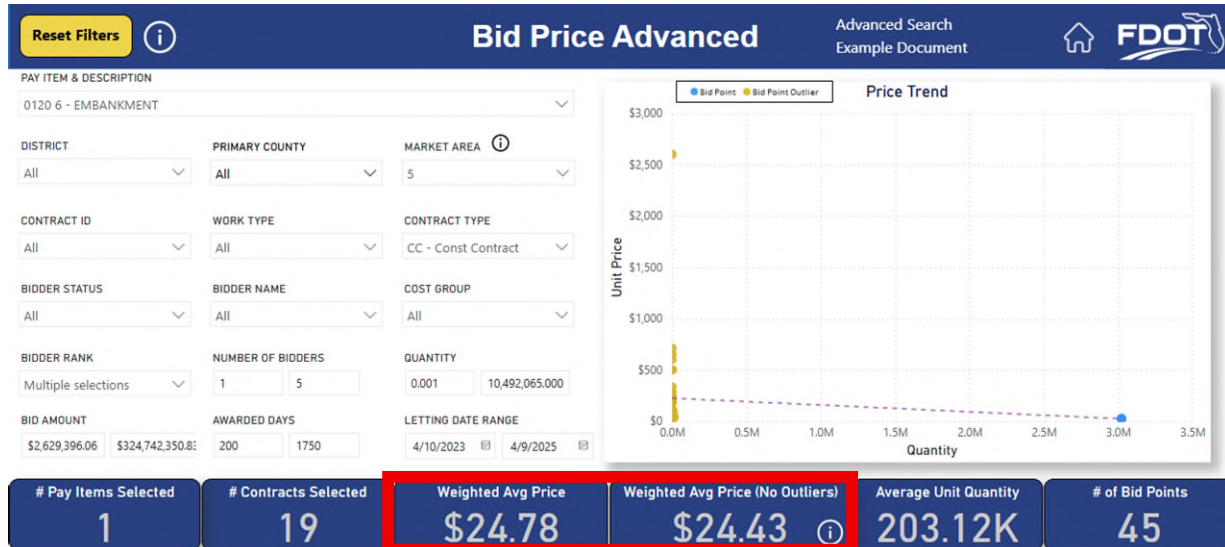 Reset Filters
Bid Price Advanced
Advanced Search
Example Document
FDOT
PAY ITEM & DESCRIPTION
0120 6 - EMBANKMENT
DISTRICT
PRIMARY COUNTY
MARKET AREA
All
All
5
CONTRACT ID
WORK TYPE
CONTRACT TYPE
All
All
CC - Const Contract
BIDDER STATUS
BIDDER NAME
COST GROUP
All
All
All
BIDDER RANK
NUMBER OF BIDDERS
QUANTITY
Multiple selections
1
5
0.001
10,492,065.000
BID AMOUNT
AWARDED DAYS
LETTING DATE RANGE
$2,629,396.06
$324,742,350.83
200
1750
4/10/2023
4/9/2025
Bid Point
Bid Point Outlier
Price Trend
$3,000
$2,500
$2,000
$1,500
$1,000
$500
$0
Unit Price
0.0M 0.5M 1.0M 1.5M 2.0M 2.5M 3.0M 3.5M
Quantity
# Pay Items Selected
1
# Contracts Selected
19
Weighted Avg Price
$24.78
Weighted Avg Price (No Outliers)
$24.43
Average Unit Quantity
203.12K
# of Bid Points
45